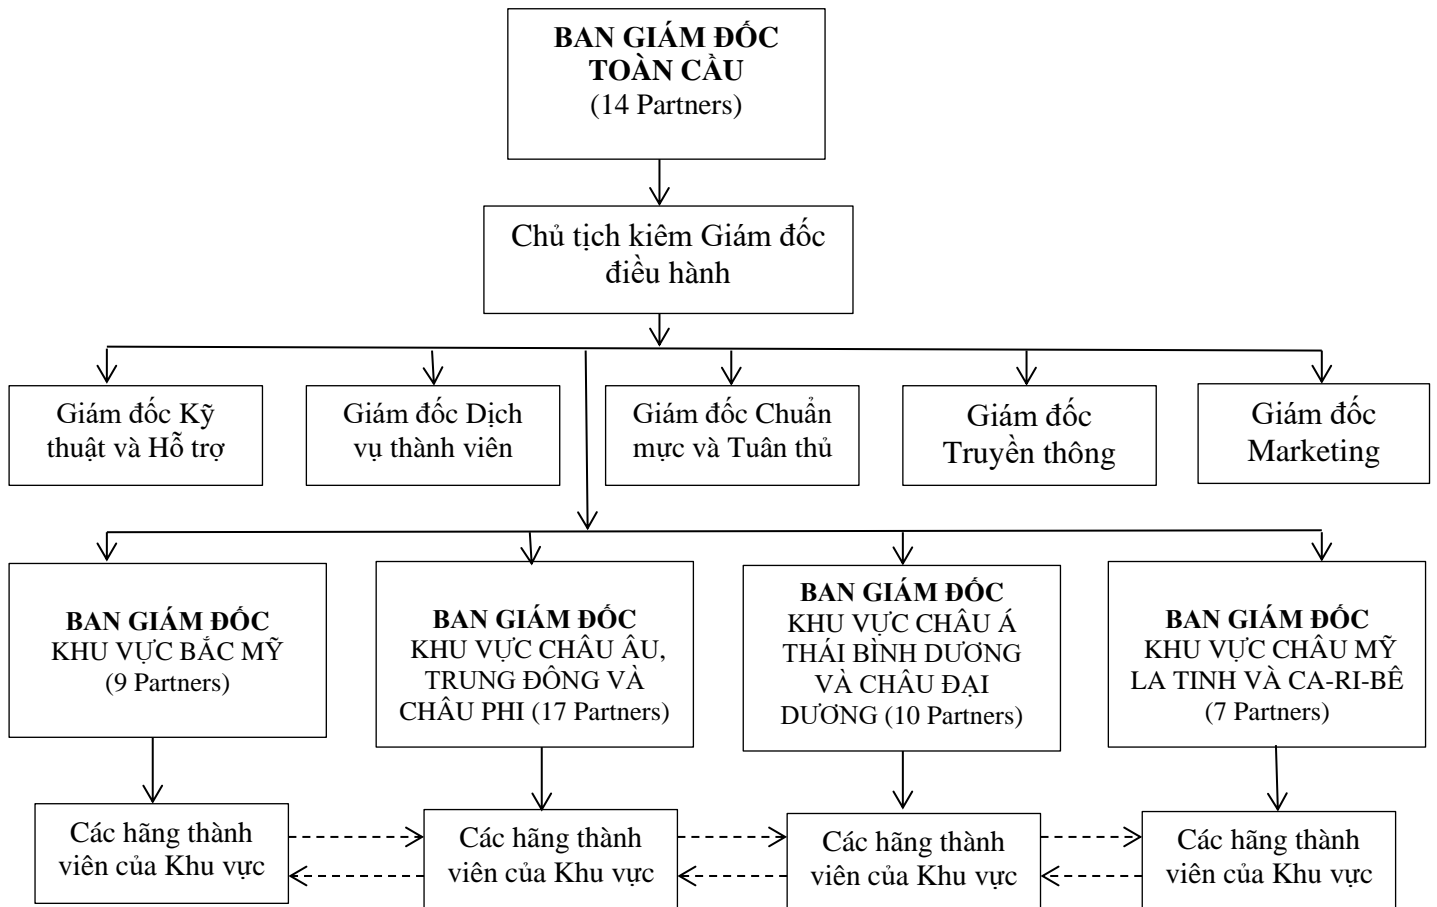 BAN GIÁM ĐỐC
TOÀN CẦU
(14 Partners)
Chủ tịch kiêm Giám đốc
điều hành
Giám đốc Kỹ
thuật và Hỗ trợ
Giám đốc Dịch
vụ thành viên
Giám đốc Chuẩn
mực và Tuân thủ
Giám đốc
Truyền thông
Giám đốc
Marketing
BAN GIÁM ĐỐC
KHU VỰC BẮC MỸ
(9 Partners)
BAN GIÁM ĐỐC
KHU VỰC CHÂU ÂU,
TRUNG ĐÔNG VÀ
CHÂU PHI (17 Partners)
BAN GIÁM ĐỐC
KHU VỰC CHÂU Á
THÁI BÌNH DƯƠNG
VÀ CHÂU ĐẠI
DƯƠNG (10 Partners)
BAN GIÁM ĐỐC
KHU VỰC CHÂU MỸ
LA TINH VÀ CA-RI-BÊ
(7 Partners)
Các hãng thành
viên của Khu vực
Các hãng thành
viên của Khu vực
Các hãng thành
viên của Khu vực
Các hãng thành
viên của Khu vực